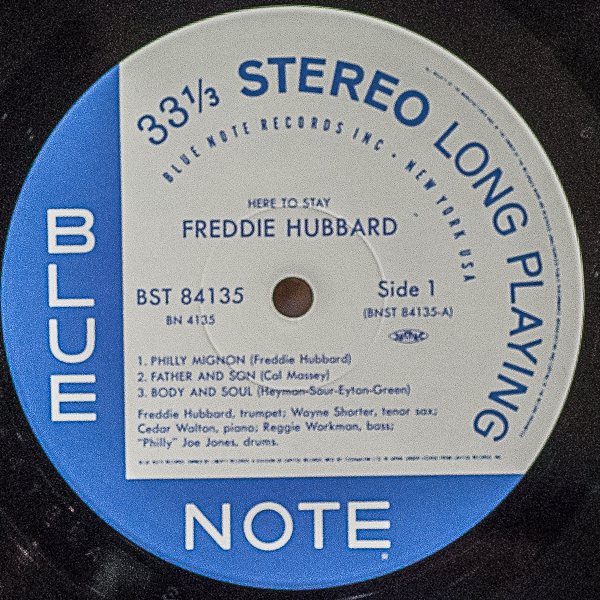 33⅓ STEREO LONG PLAYING
BLUE NOTE RECORDS INC • NEW YORK USA
HERE TO STAY
FREDDIE HUBBARD
BST 84135
BN 4135
Side 1
(BNST 84135-A)
1. PHILLY MIGNON (Freddie Hubbard)
2. FATHER AND SON (Cal Massey)
3. BODY AND SOUL (Heyman-Sour-Eyton-Green)
Freddie Hubbard, trumpet; Wayne Shorter, tenor sax;
Cedar Walton, piano; Reggie Workman, bass;
"Philly" Joe Jones, drums.
BLUE
NOTE